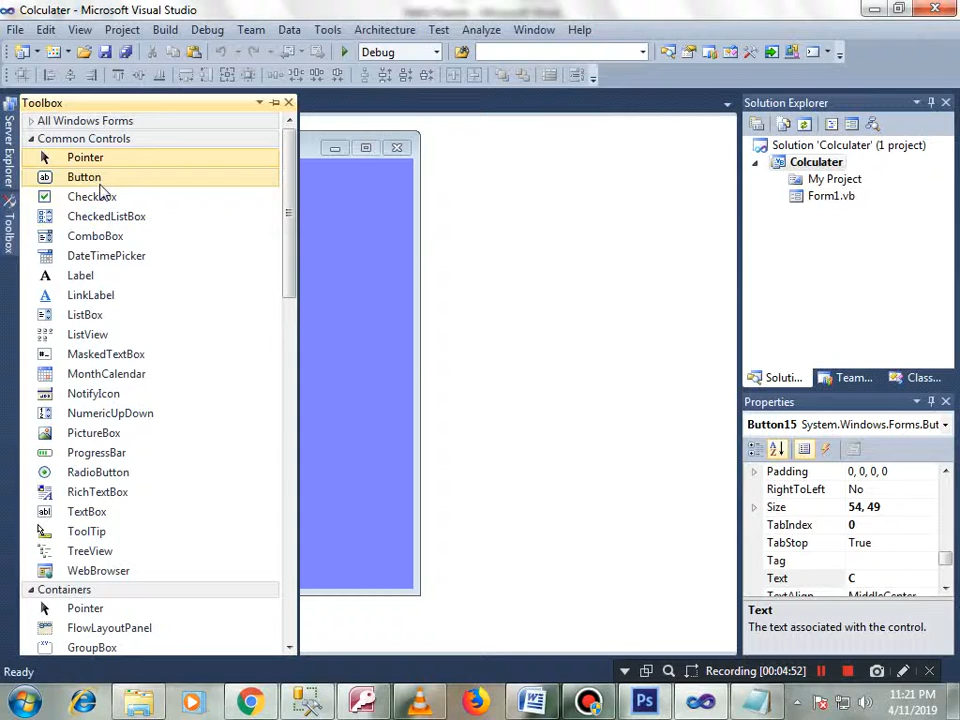 Colculater - Microsoft Visual Studio
File Edit View Project Build Debug Team Data Tools Architecture Test Analyze Window Help
Debug
Toolbox
All Windows Forms
Common Controls
Pointer
Button
CheckBox
CheckedListBox
ComboBox
DateTimePicker
Label
LinkLabel
ListBox
ListView
MaskedTextBox
MonthCalendar
NotifyIcon
NumericUpDown
PictureBox
ProgressBar
RadioButton
RichTextBox
TextBox
ToolTip
TreeView
WebBrowser
Containers
Pointer
FlowLayoutPanel
GroupBox
Server Explorer
Toolbox
Solution Explorer
Solution 'Colculater' (1 project)
Colculater
My Project
Form1.vb
Soluti... Team... Class...
Properties
Button15 System.Windows.Forms.But
Padding 0, 0, 0, 0
RightToLeft No
Size 54, 49
TabIndex 0
TabStop True
Tag
Text C
TextAlign MiddleCenter
Text
The text associated with the control.
Ready
Recording [00:04:52]
11:21 PM
4/11/2019